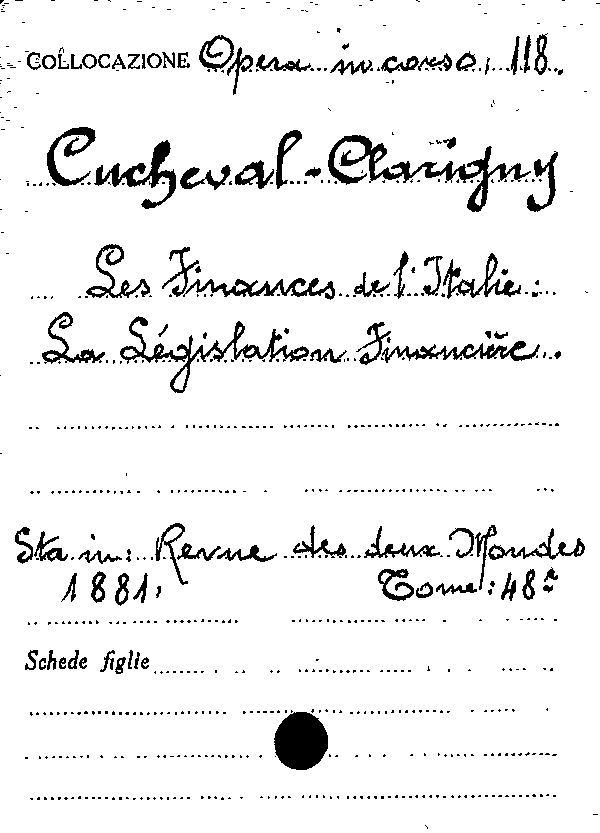 COLLOCAZIONE Opera in corso, 118.
Cucheval-Clarigny
Les Finances de l'Italie:
La Législation Financière.
Sta in: Revue des deux Mondes
1881, Tome: 48e
Schede figlie